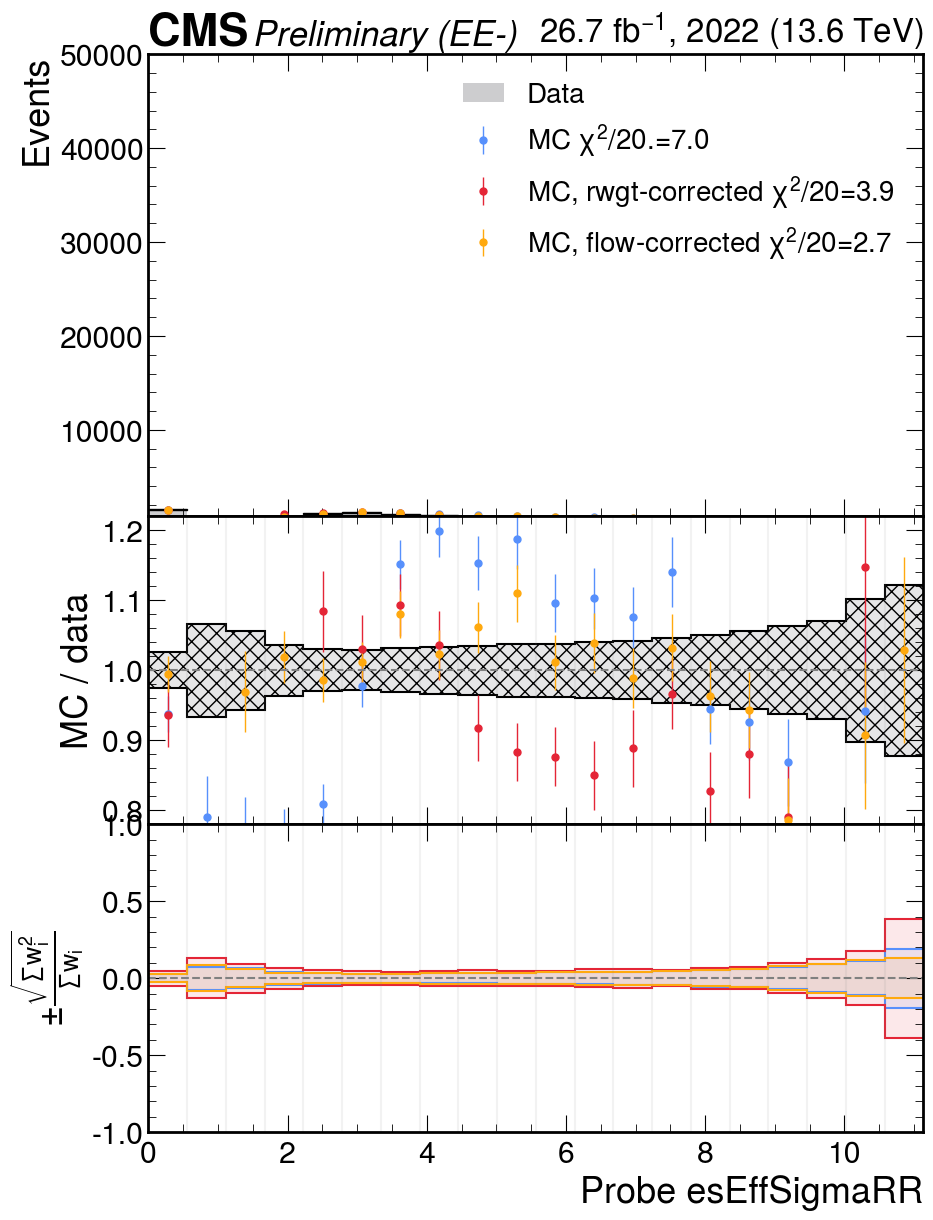 CMS Preliminary (EE-) 26.7 fb⁻¹, 2022 (13.6 TeV)
50000
40000
30000
20000
10000
Events
Data
MC χ²/20.=7.0
MC, rwgt-corrected χ²/20=3.9
MC, flow-corrected χ²/20=2.7
1.2
1.1
1.0
0.9
0.8
MC / data
1.0
0.5
0.0
-0.5
-1.0
±√Σwᵢ²/Σwᵢ
0 2 4 6 8 10
Probe esEffSigmaRR